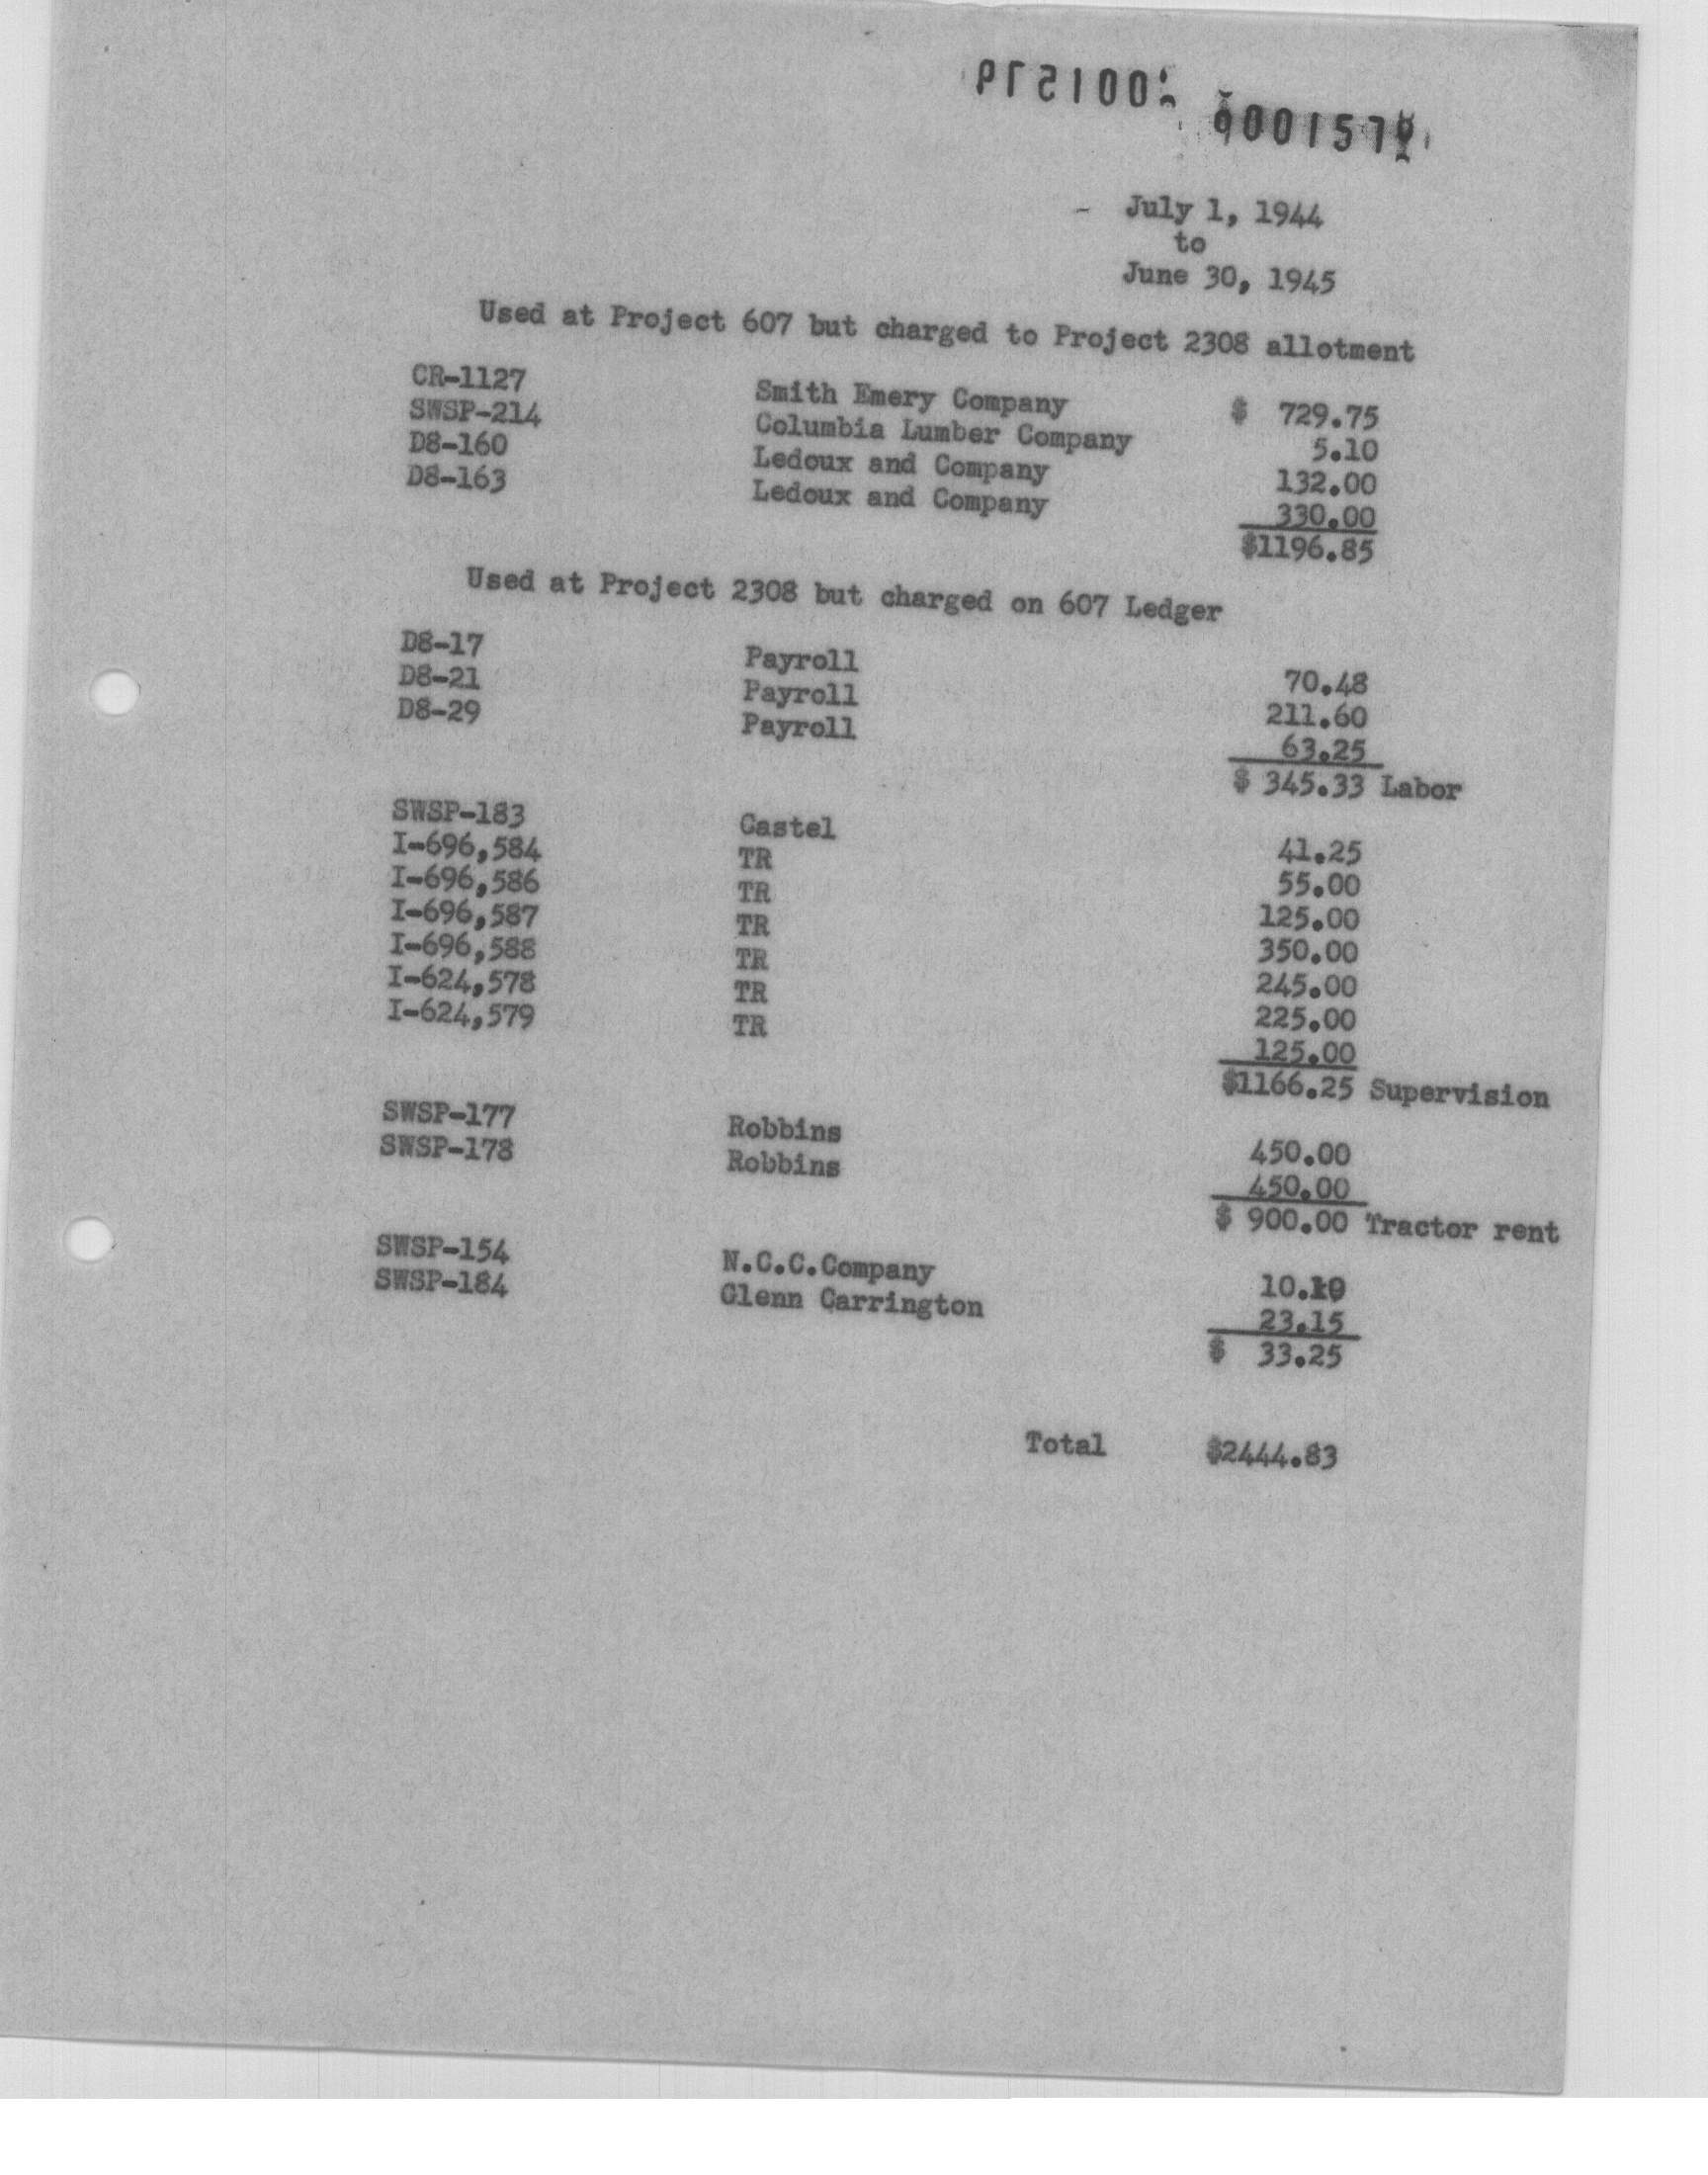 July 1, 1944
to
June 30, 1945
Used at Project 607 but charged to Project 2308 allotment
CR-1127 Smith Emery Company $ 729.75
SWSP-214 Columbia Lumber Company 5.10
D8-160 Ledoux and Company 132.00
D8-163 Ledoux and Company 330.00
$1196.85
Used at Project 2308 but charged on 607 Ledger
D8-17 Payroll 70.48
D8-21 Payroll 211.60
D8-29 Payroll 63.25
$ 345.33 Labor
SWSP-183 Castel 41.25
I-696,584 TR 55.00
I-696,586 TR 125.00
I-696,587 TR 350.00
I-696,588 TR 245.00
I-624,578 TR 225.00
I-624,579 TR 125.00
$1166.25 Supervision
SWSP-177 Robbins 450.00
SWSP-178 Robbins 450.00
$ 900.00 Tractor rent
SWSP-154 N.C.C.Company 10.10
SWSP-184 Glenn Carrington 23.15
$ 33.25
Total $2444.83